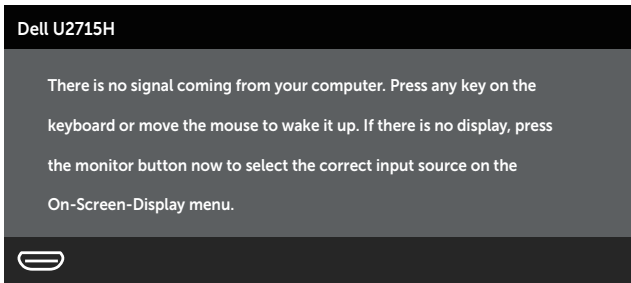 Dell U2715H
There is no signal coming from your computer. Press any key on the
keyboard or move the mouse to wake it up. If there is no display, press
the monitor button now to select the correct input source on the
On-Screen-Display menu.